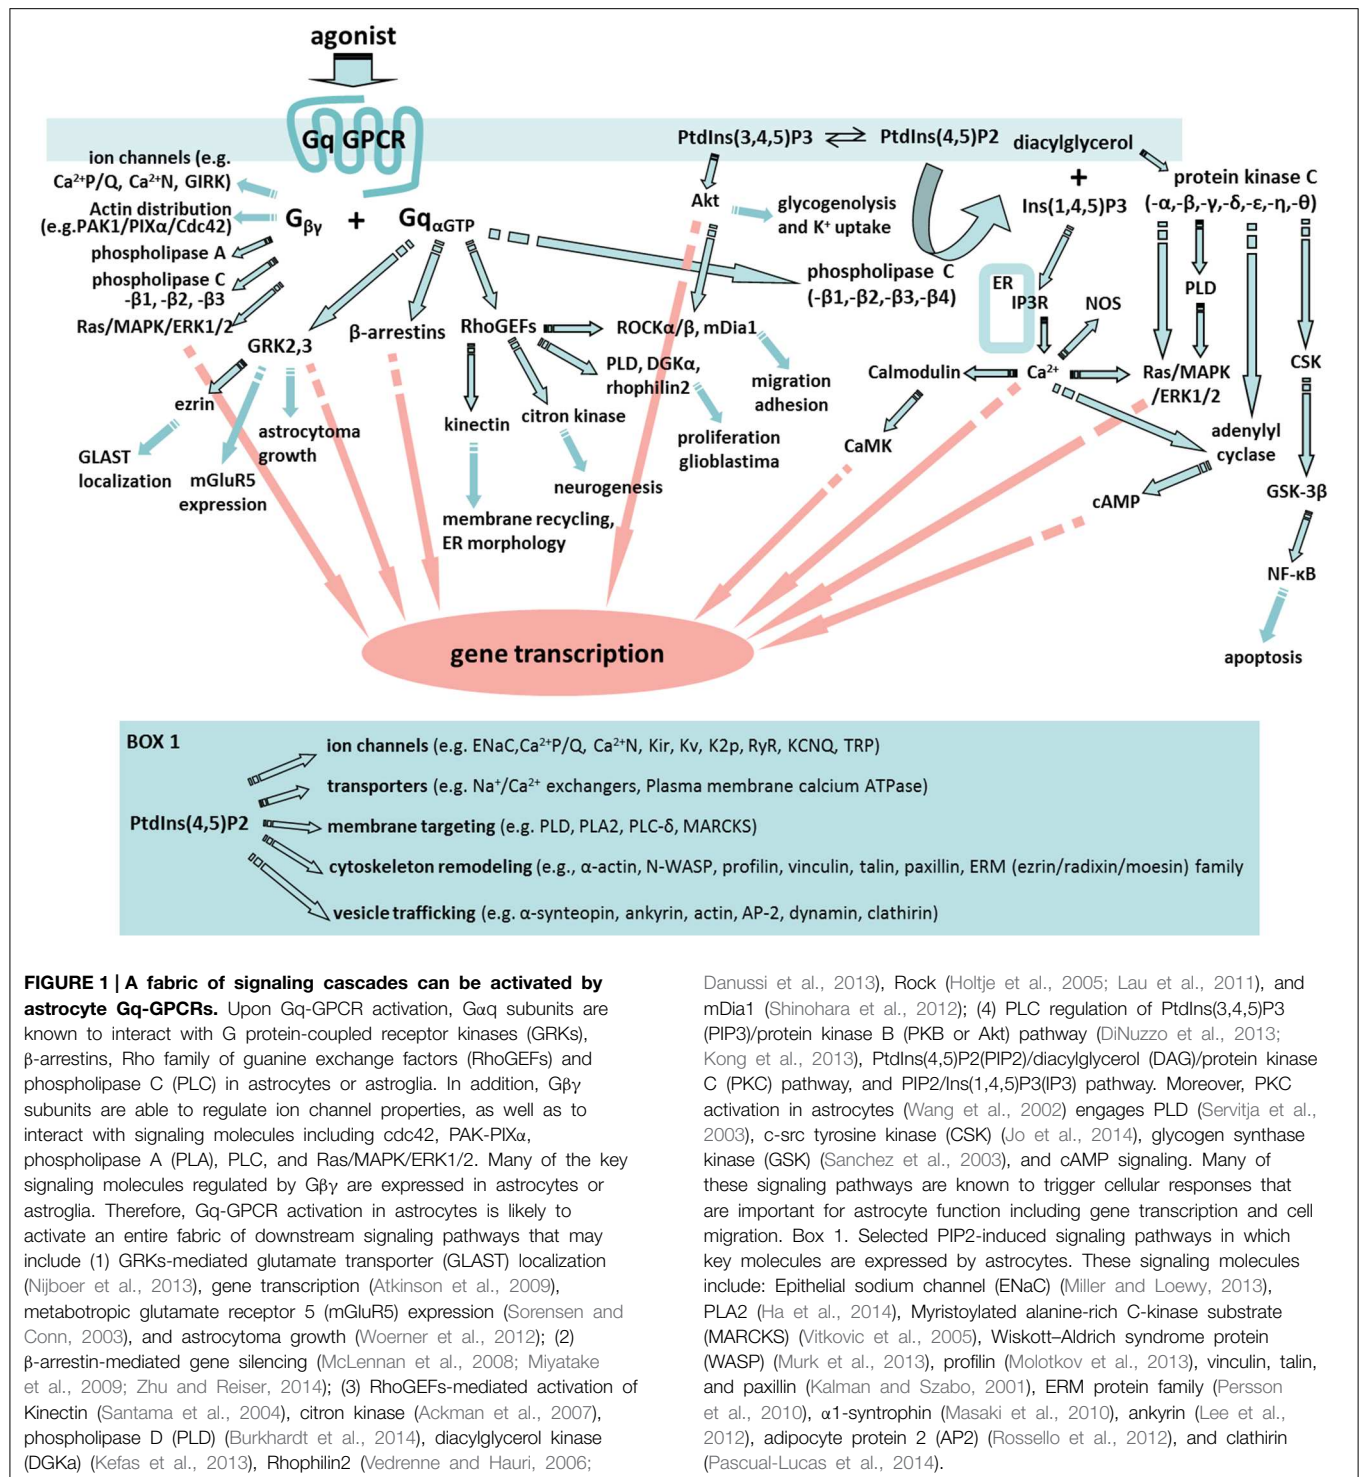 agonist
Gq GPCR
PtdIns(3,4,5)P3
PtdIns(4,5)P2
diacylglycerol
+
Ins(1,4,5)P3
protein kinase C
(-α,-β,-γ,-δ,-ε,-η,-θ)
ion channels (e.g.
Ca²⁺P/Q, Ca²⁺N, GIRK)
Actin distribution
(e.g.PAK1/PIXα/Cdc42)
phospholipase A
phospholipase C
-β1, -β2, -β3
Ras/MAPK/ERK1/2
Gβγ
+
GqαGTP
Akt
glycogenolysis
and K⁺ uptake
phospholipase C
(-β1,-β2,-β3,-β4)
ER
IP3R
NOS
PLD
GRK2,3
β-arrestins
RhoGEFs
ROCKα/β, mDia1
PLD, DGKα,
rhophilin2
migration
adhesion
Calmodulin
Ca²⁺
Ras/MAPK
/ERK1/2
CSK
ezrin
astrocytoma
growth
GLAST
localization
mGluR5
expression
kinectin
citron kinase
proliferation
glioblastima
neurogenesis
membrane recycling,
ER morphology
CaMK
adenylyl
cyclase
cAMP
GSK-3β
NF-κB
apoptosis
gene transcription
BOX 1
PtdIns(4,5)P2
ion channels (e.g. ENaC,Ca²⁺P/Q, Ca²⁺N, Kir, Kv, K2p, RyR, KCNQ, TRP)
transporters (e.g. Na⁺/Ca²⁺ exchangers, Plasma membrane calcium ATPase)
membrane targeting (e.g. PLD, PLA2, PLC-δ, MARCKS)
cytoskeleton remodeling (e.g., α-actin, N-WASP, profilin, vinculin, talin, paxillin, ERM (ezrin/radixin/moesin) family
vesicle trafficking (e.g. α-synteopin, ankyrin, actin, AP-2, dynamin, clathirin)
FIGURE 1 | A fabric of signaling cascades can be activated by
astrocyte Gq-GPCRs. Upon Gq-GPCR activation, Gαq subunits are
known to interact with G protein-coupled receptor kinases (GRKs),
β-arrestins, Rho family of guanine exchange factors (RhoGEFs) and
phospholipase C (PLC) in astrocytes or astroglia. In addition, Gβγ
subunits are able to regulate ion channel properties, as well as to
interact with signaling molecules including cdc42, PAK-PIXα,
phospholipase A (PLA), PLC, and Ras/MAPK/ERK1/2. Many of the key
signaling molecules regulated by Gβγ are expressed in astrocytes or
astroglia. Therefore, Gq-GPCR activation in astrocytes is likely to
activate an entire fabric of downstream signaling pathways that may
include (1) GRKs-mediated glutamate transporter (GLAST) localization
(Nijboer et al., 2013), gene transcription (Atkinson et al., 2009),
metabotropic glutamate receptor 5 (mGluR5) expression (Sorensen and
Conn, 2003), and astrocytoma growth (Woerner et al., 2012); (2)
β-arrestin-mediated gene silencing (McLennan et al., 2008; Miyatake
et al., 2009; Zhu and Reiser, 2014); (3) RhoGEFs-mediated activation of
Kinectin (Santama et al., 2004), citron kinase (Ackman et al., 2007),
phospholipase D (PLD) (Burkhardt et al., 2014), diacylglycerol kinase
(DGKa) (Kefas et al., 2013), Rhophilin2 (Vedrenne and Hauri, 2006;
Danussi et al., 2013), Rock (Holtje et al., 2005; Lau et al., 2011), and
mDia1 (Shinohara et al., 2012); (4) PLC regulation of PtdIns(3,4,5)P3
(PIP3)/protein kinase B (PKB or Akt) pathway (DiNuzzo et al., 2013;
Kong et al., 2013), PtdIns(4,5)P2(PIP2)/diacylglycerol (DAG)/protein kinase
C (PKC) pathway, and PIP2/Ins(1,4,5)P3(IP3) pathway. Moreover, PKC
activation in astrocytes (Wang et al., 2002) engages PLD (Servitja et al.,
2003), c-src tyrosine kinase (CSK) (Jo et al., 2014), glycogen synthase
kinase (GSK) (Sanchez et al., 2003), and cAMP signaling. Many of
these signaling pathways are known to trigger cellular responses that
are important for astrocyte function including gene transcription and cell
migration. Box 1. Selected PIP2-induced signaling pathways in which
key molecules are expressed by astrocytes. These signaling molecules
include: Epithelial sodium channel (ENaC) (Miller and Loewy, 2013),
PLA2 (Ha et al., 2014), Myristoylated alanine-rich C-kinase substrate
(MARCKS) (Vitkovic et al., 2005), Wiskott–Aldrich syndrome protein
(WASP) (Murk et al., 2013), profilin (Molotkov et al., 2013), vinculin, talin,
and paxillin (Kalman and Szabo, 2001), ERM protein family (Persson
et al., 2010), α1-syntrophin (Masaki et al., 2010), ankyrin (Lee et al.,
2012), adipocyte protein 2 (AP2) (Rossello et al., 2012), and clathirin
(Pascual-Lucas et al., 2014).